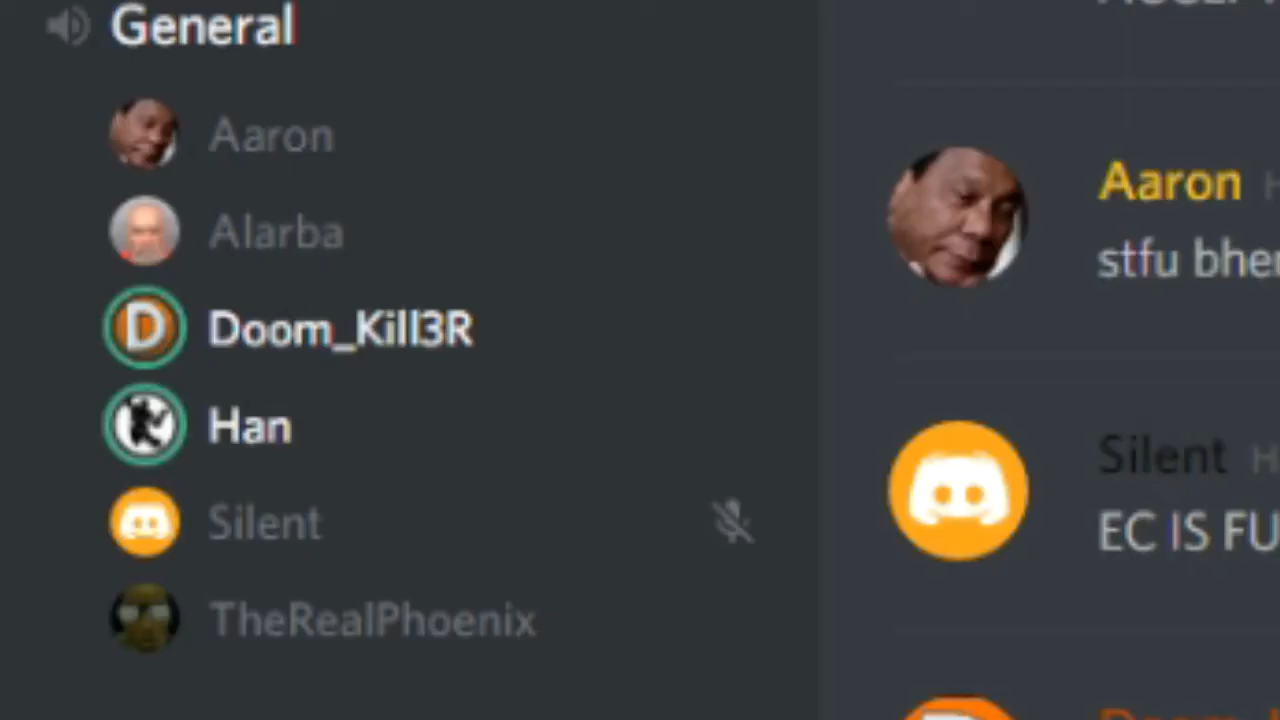 General
Aaron
Alarba
Doom_Kill3R
Han
Silent
TheRealPhoenix
Aaron
stfu
Silent
EC IS